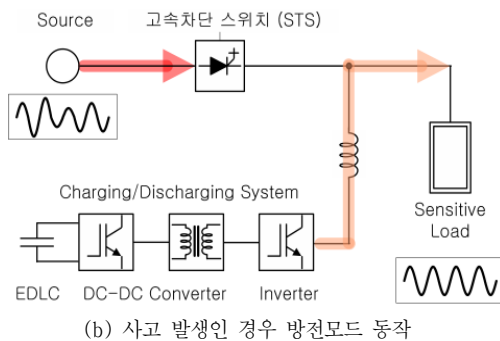 Source
고속차단 스위치 (STS)
Charging/Discharging System
Sensitive
Load
EDLC
DC-DC Converter
Inverter
(b) 사고 발생인 경우 방전모드 동작